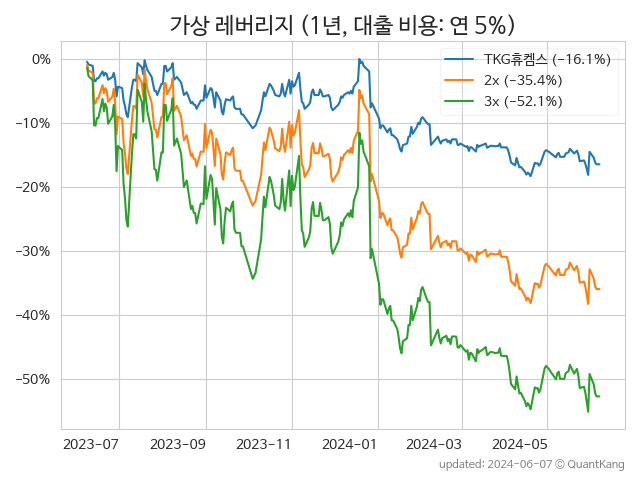 가상 레버리지 (1년, 대출 비용: 연 5%)
TKG휴켐스 (−16.1%)
2x (−35.4%)
3x (−52.1%)
0%
−10%
−20%
−30%
−40%
−50%
2023-07 2023-09 2023-11 2024-01 2024-03 2024-05
updated: 2024-06-07 © QuantKang